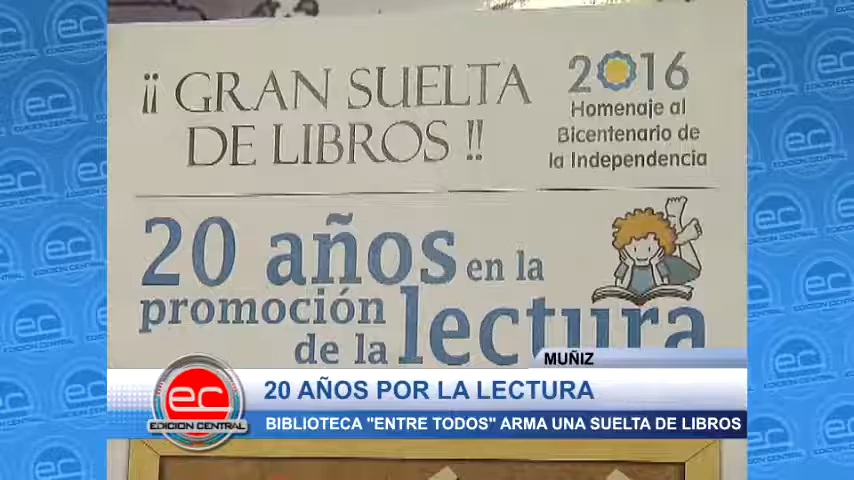 ¡¡ GRAN SUELTA
DE LIBROS !!
2016
Homenaje al
Bicentenario de
la Independencia
20 años en la
promoción
de la lectura
MUÑIZ
20 AÑOS POR LA LECTURA
BIBLIOTECA "ENTRE TODOS" ARMA UNA SUELTA DE LIBROS
ec
EDICION CENTRAL